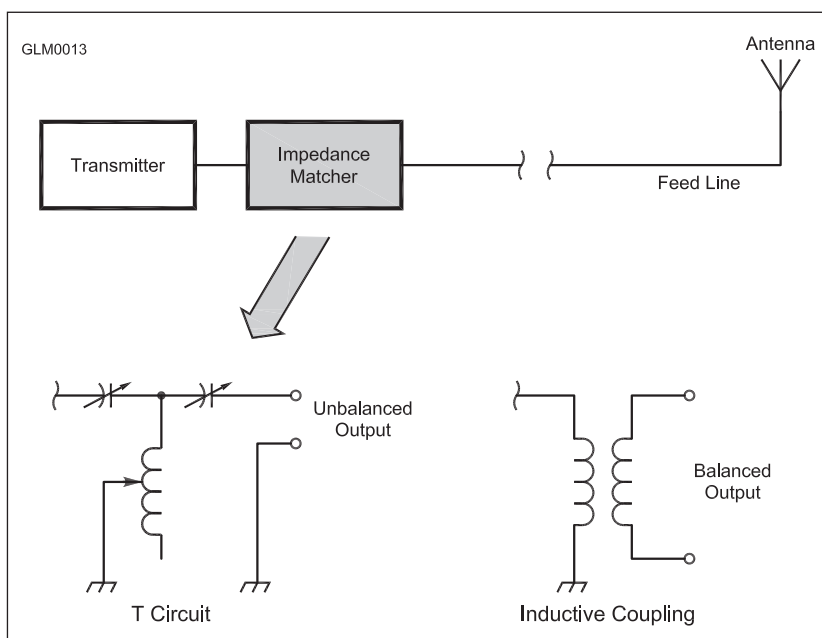 GLM0013
Antenna
Transmitter
Impedance
Matcher
Feed Line
Unbalanced
Output
Balanced
Output
T Circuit
Inductive Coupling